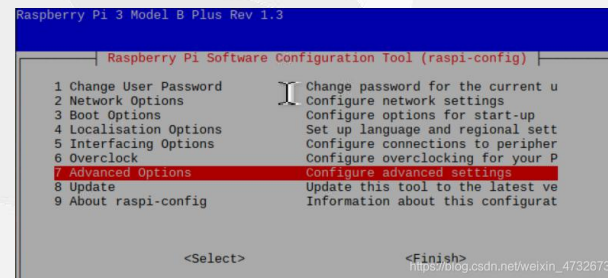 Raspberry Pi 3 Model B Plus Rev 1.3
Raspberry Pi Software Configuration Tool (raspi-config)
1 Change User Password Change password for the current u
2 Network Options Configure network settings
3 Boot Options Configure options for start-up
4 Localisation Options Set up language and regional sett
5 Interfacing Options Configure connections to peripher
6 Overclock Configure overclocking for your P
7 Advanced Options Configure advanced settings
8 Update Update this tool to the latest ve
9 About raspi-config Information about this configurat
<Select> <Finish>
https://blog.csdn.net/weixin_4732673